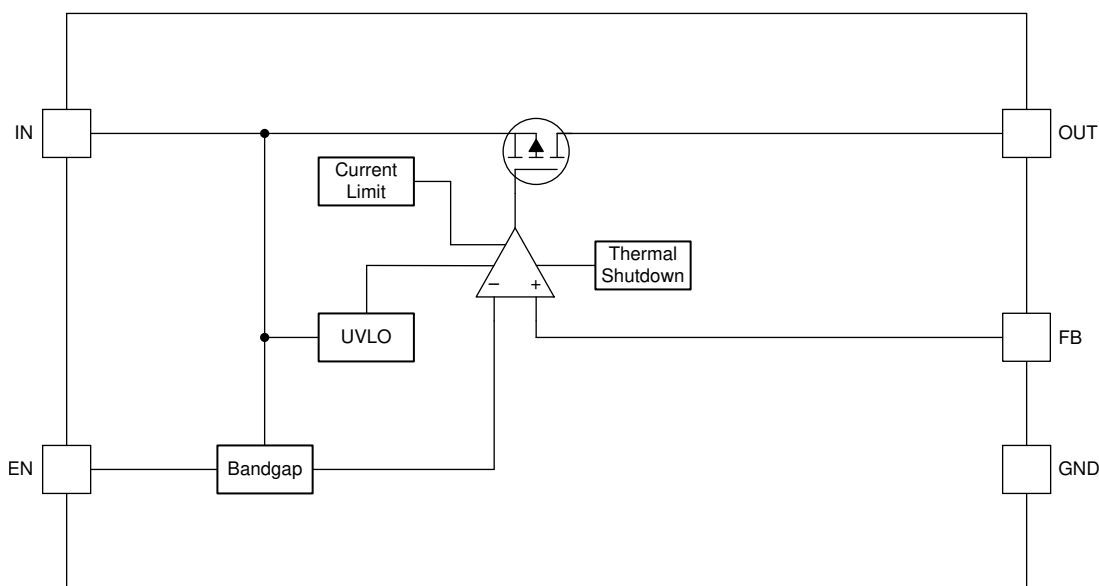 IN
OUT
Current
Limit
Thermal
Shutdown
− +
UVLO
FB
EN
Bandgap
GND